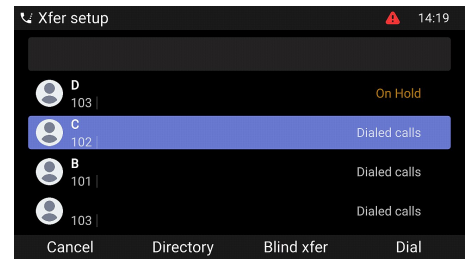 Xfer setup 14:19
D
103 On Hold
C
102 Dialed calls
B
101 Dialed calls
103 Dialed calls
Cancel Directory Blind xfer Dial